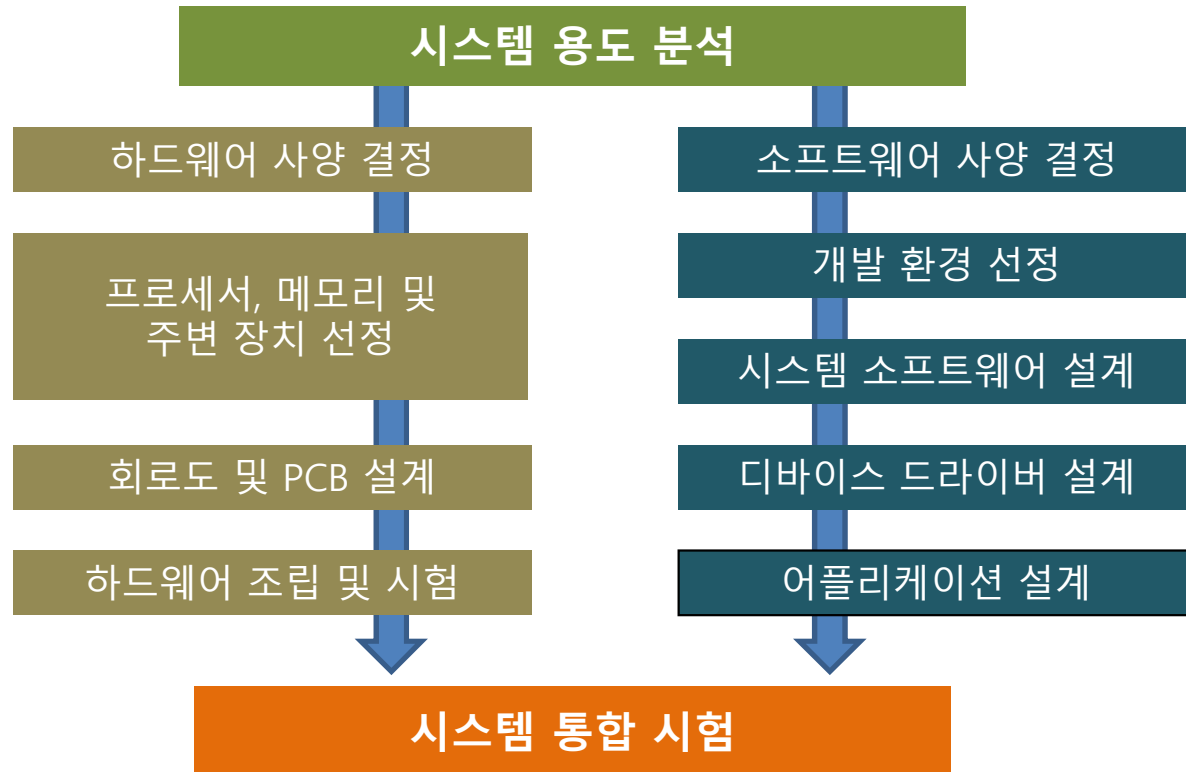 시스템 용도 분석
하드웨어 사양 결정
프로세서, 메모리 및
주변 장치 선정
회로도 및 PCB 설계
하드웨어 조립 및 시험
소프트웨어 사양 결정
개발 환경 선정
시스템 소프트웨어 설계
디바이스 드라이버 설계
어플리케이션 설계
시스템 통합 시험